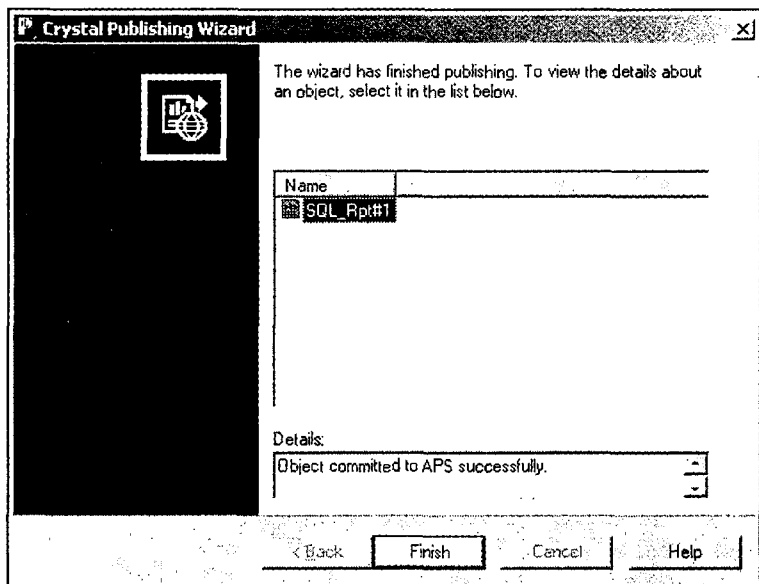 Crystal Publishing Wizard
The wizard has finished publishing. To view the details about
an object, select it in the list below.
Name
SQL_Rpt#1
Details:
Object committed to APS successfully.
< Back
Finish
Cancel
Help